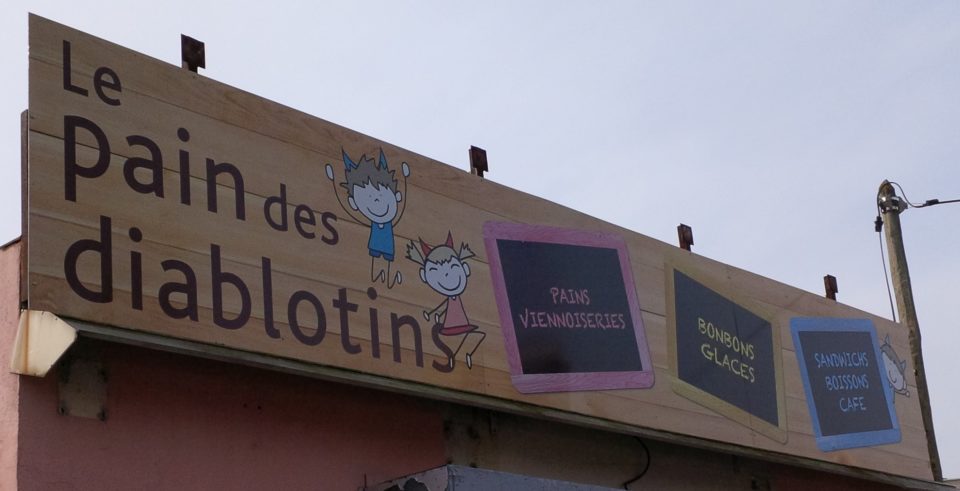 Le
pain des
diablotins
PAINS
VIENNOISERIES
BONBONS
GLACES
SANDWICHS
BOISSONS
CAFE